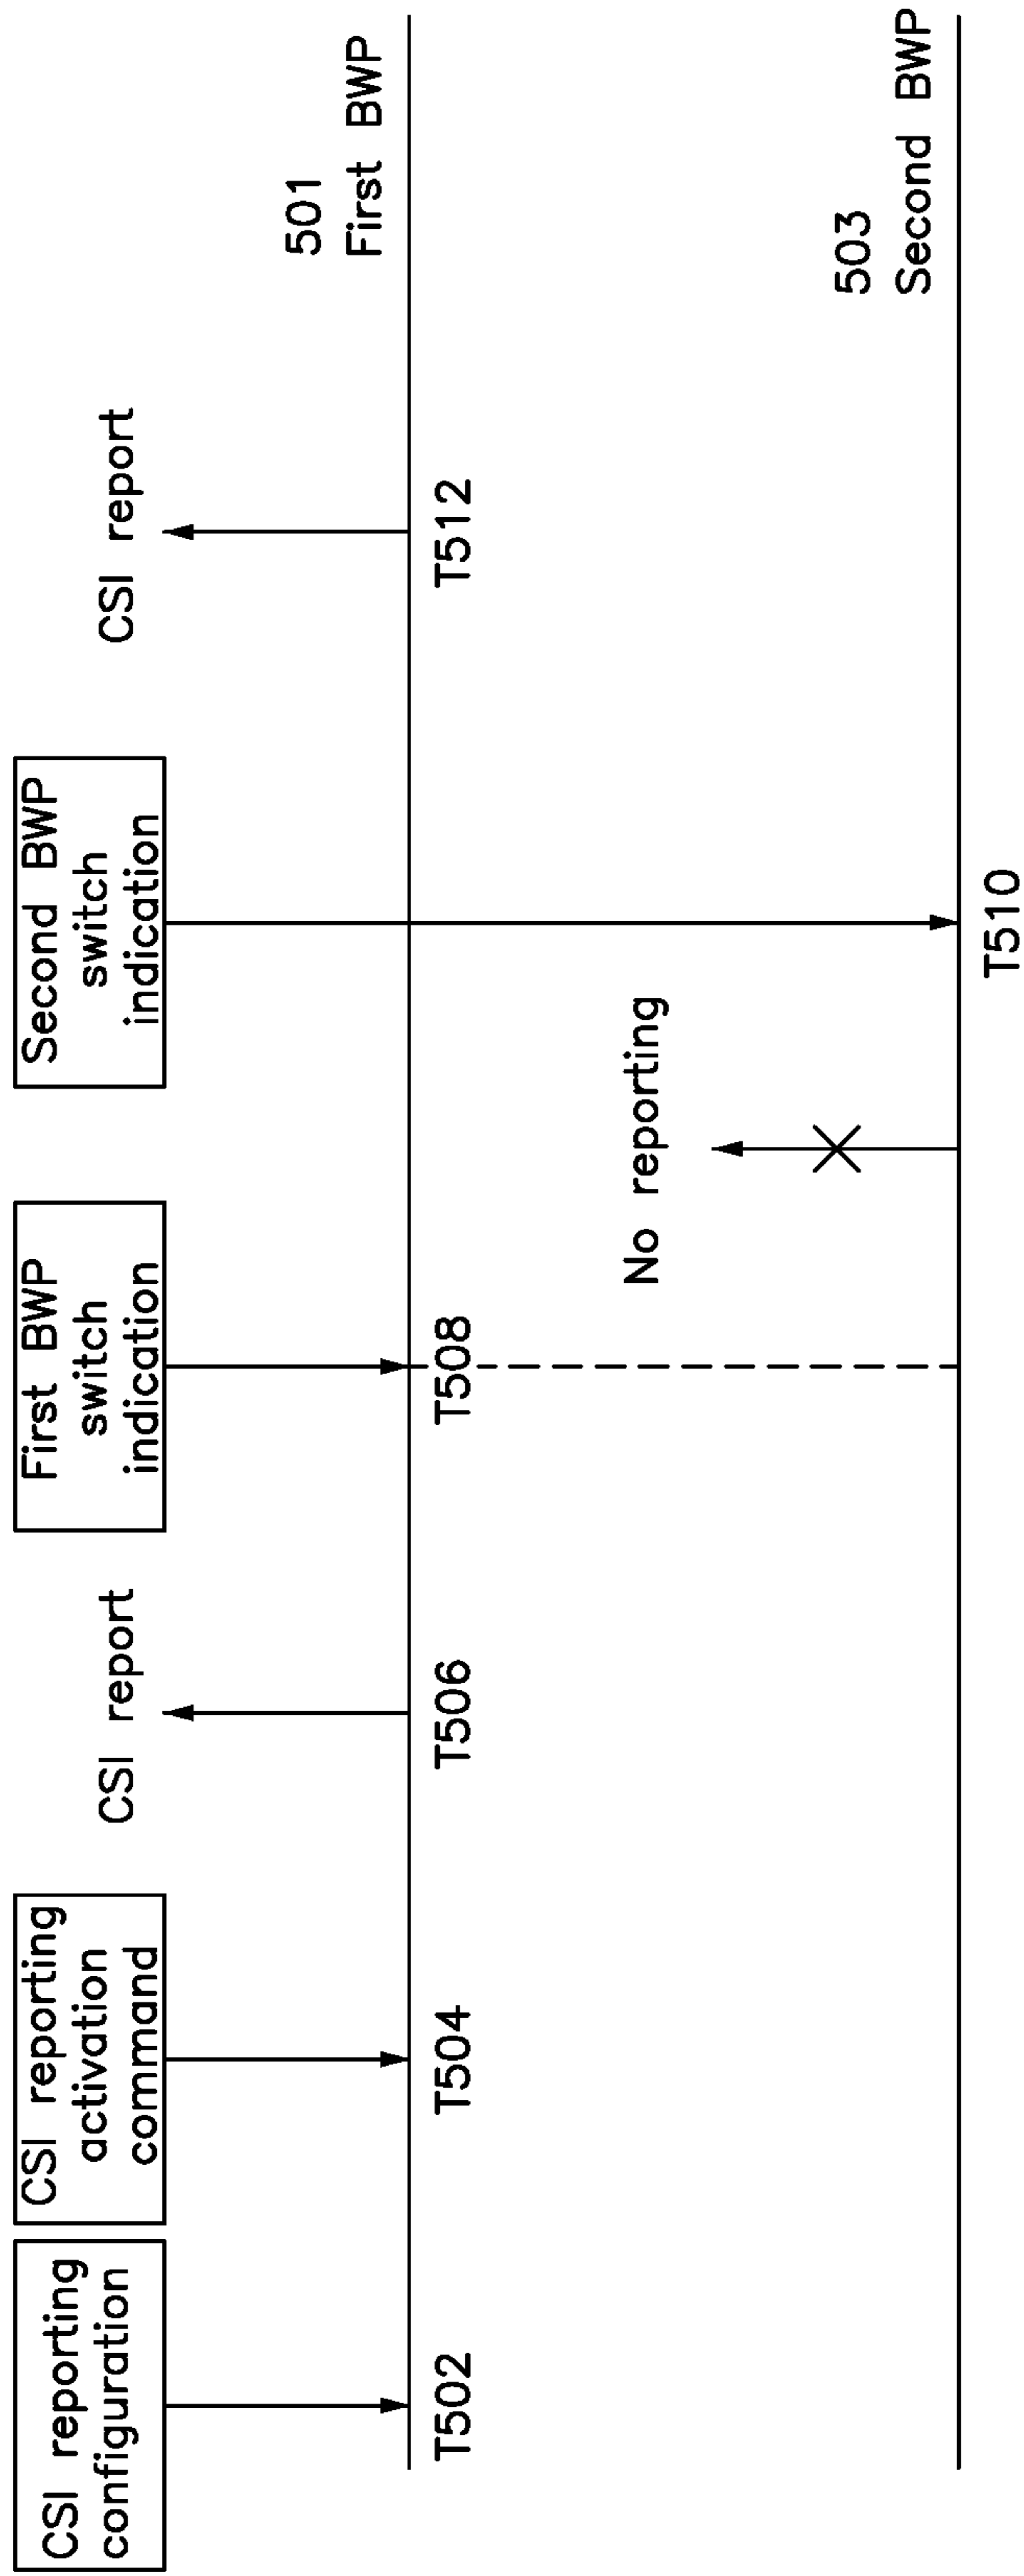 CSI reporting
configuration
CSI reporting
activation
command
CSI report
First BWP
switch
indication
Second BWP
switch
indication
CSI report
501
First BWP
T502
T504
T506
T508
T512
No reporting
503
Second BWP
T510